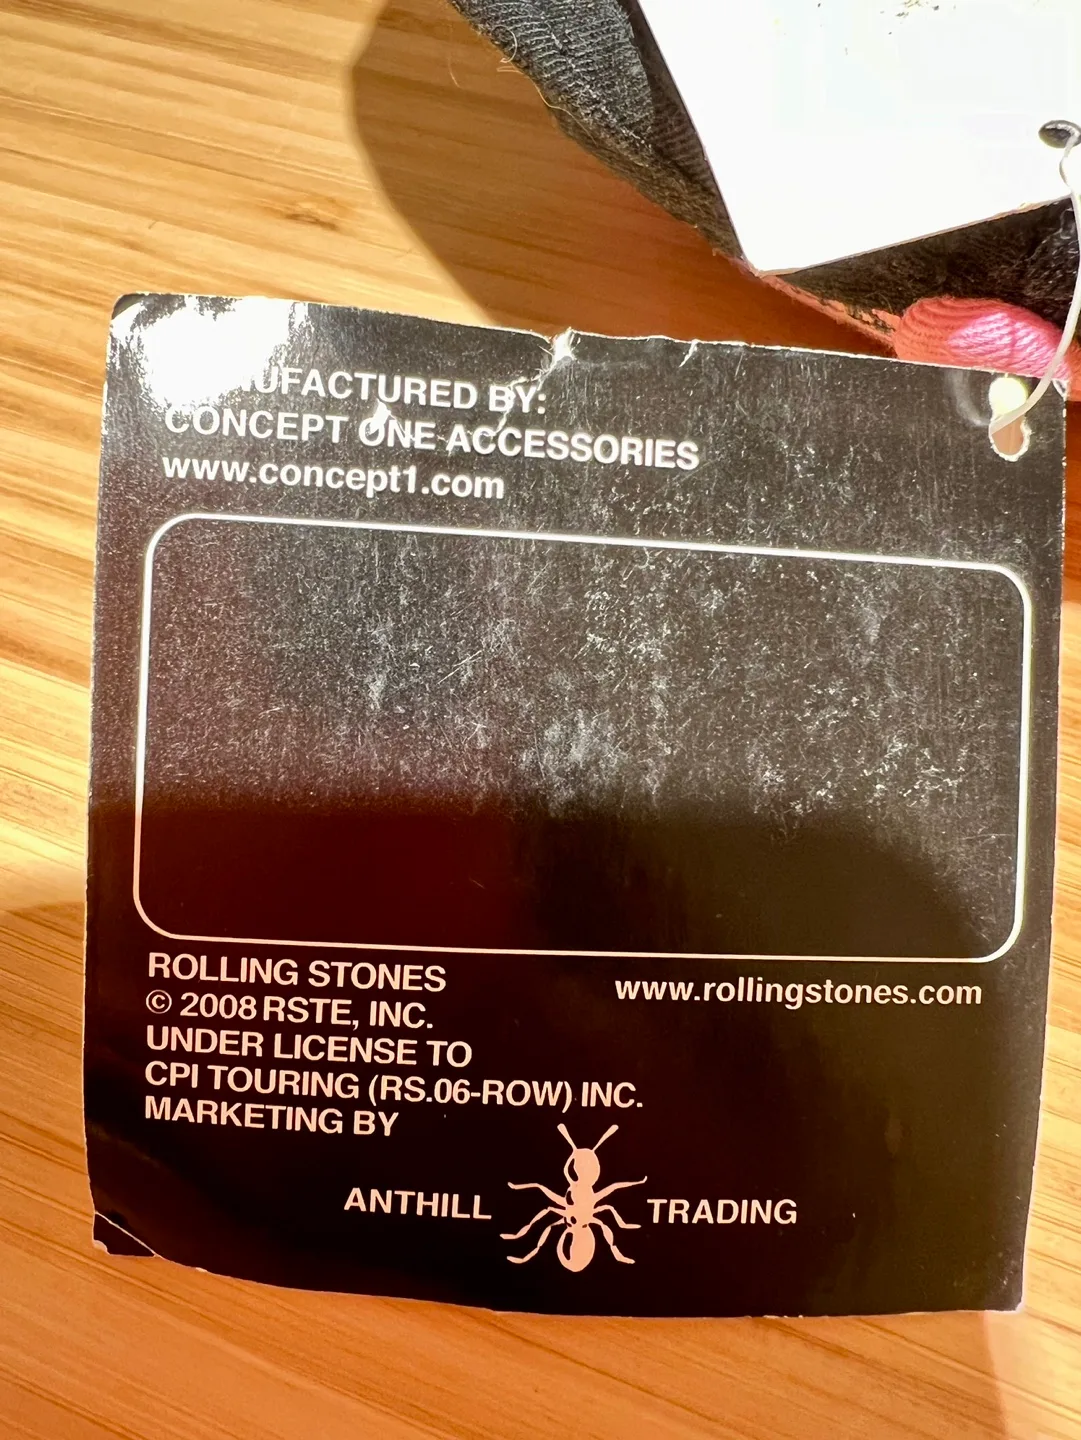 MANUFACTURED BY:
CONCEPT ONE ACCESSORIES
www.concept1.com
ROLLING STONES
© 2008 RSTE, INC.
UNDER LICENSE TO
CPI TOURING (RS.06-ROW) INC.
MARKETING BY
www.rollingstones.com
ANTHILL TRADING